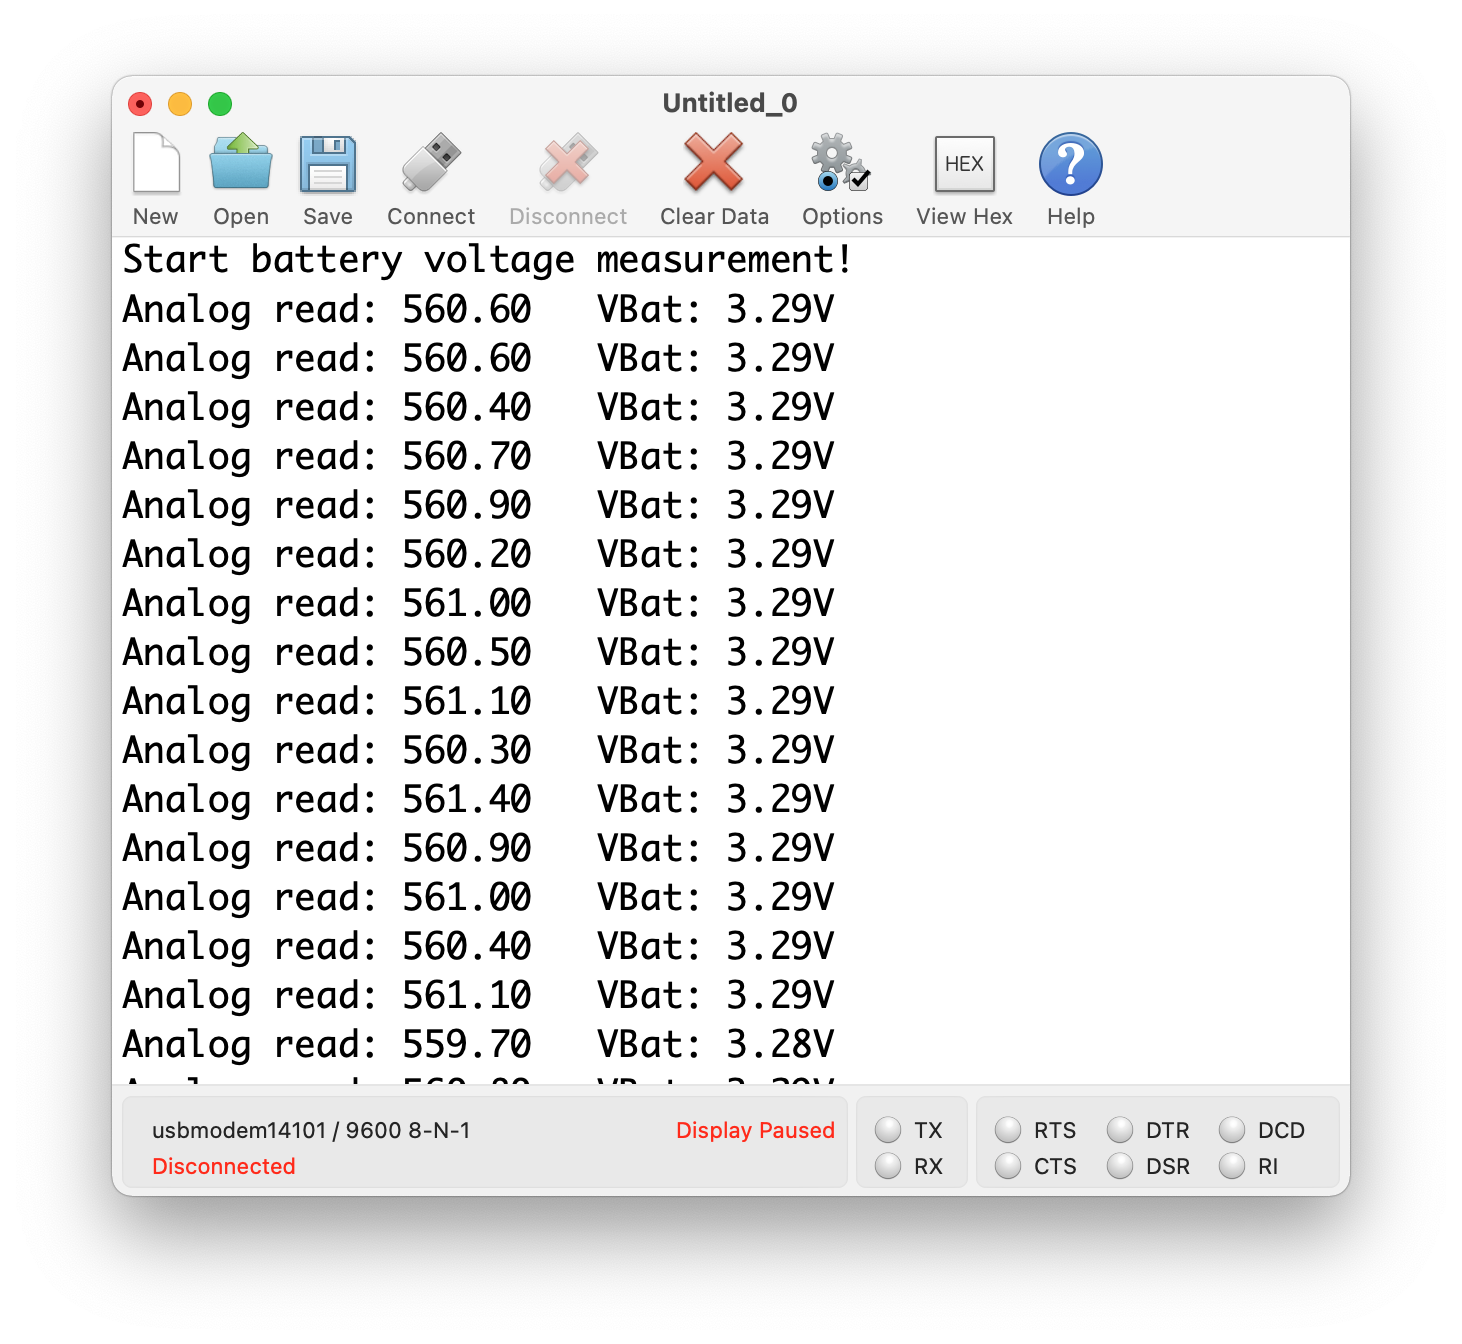 Untitled_0
New Open Save Connect Disconnect Clear Data Options HEX View Hex Help
Start battery voltage measurement!
Analog read: 560.60 VBat: 3.29V
Analog read: 560.60 VBat: 3.29V
Analog read: 560.40 VBat: 3.29V
Analog read: 560.70 VBat: 3.29V
Analog read: 560.90 VBat: 3.29V
Analog read: 560.20 VBat: 3.29V
Analog read: 561.00 VBat: 3.29V
Analog read: 560.50 VBat: 3.29V
Analog read: 561.10 VBat: 3.29V
Analog read: 560.30 VBat: 3.29V
Analog read: 561.40 VBat: 3.29V
Analog read: 560.90 VBat: 3.29V
Analog read: 561.00 VBat: 3.29V
Analog read: 560.40 VBat: 3.29V
Analog read: 561.10 VBat: 3.29V
Analog read: 559.70 VBat: 3.28V
usbmodem14101 / 9600 8-N-1 Display Paused TX RTS DTR DCD
Disconnected RX CTS DSR RI